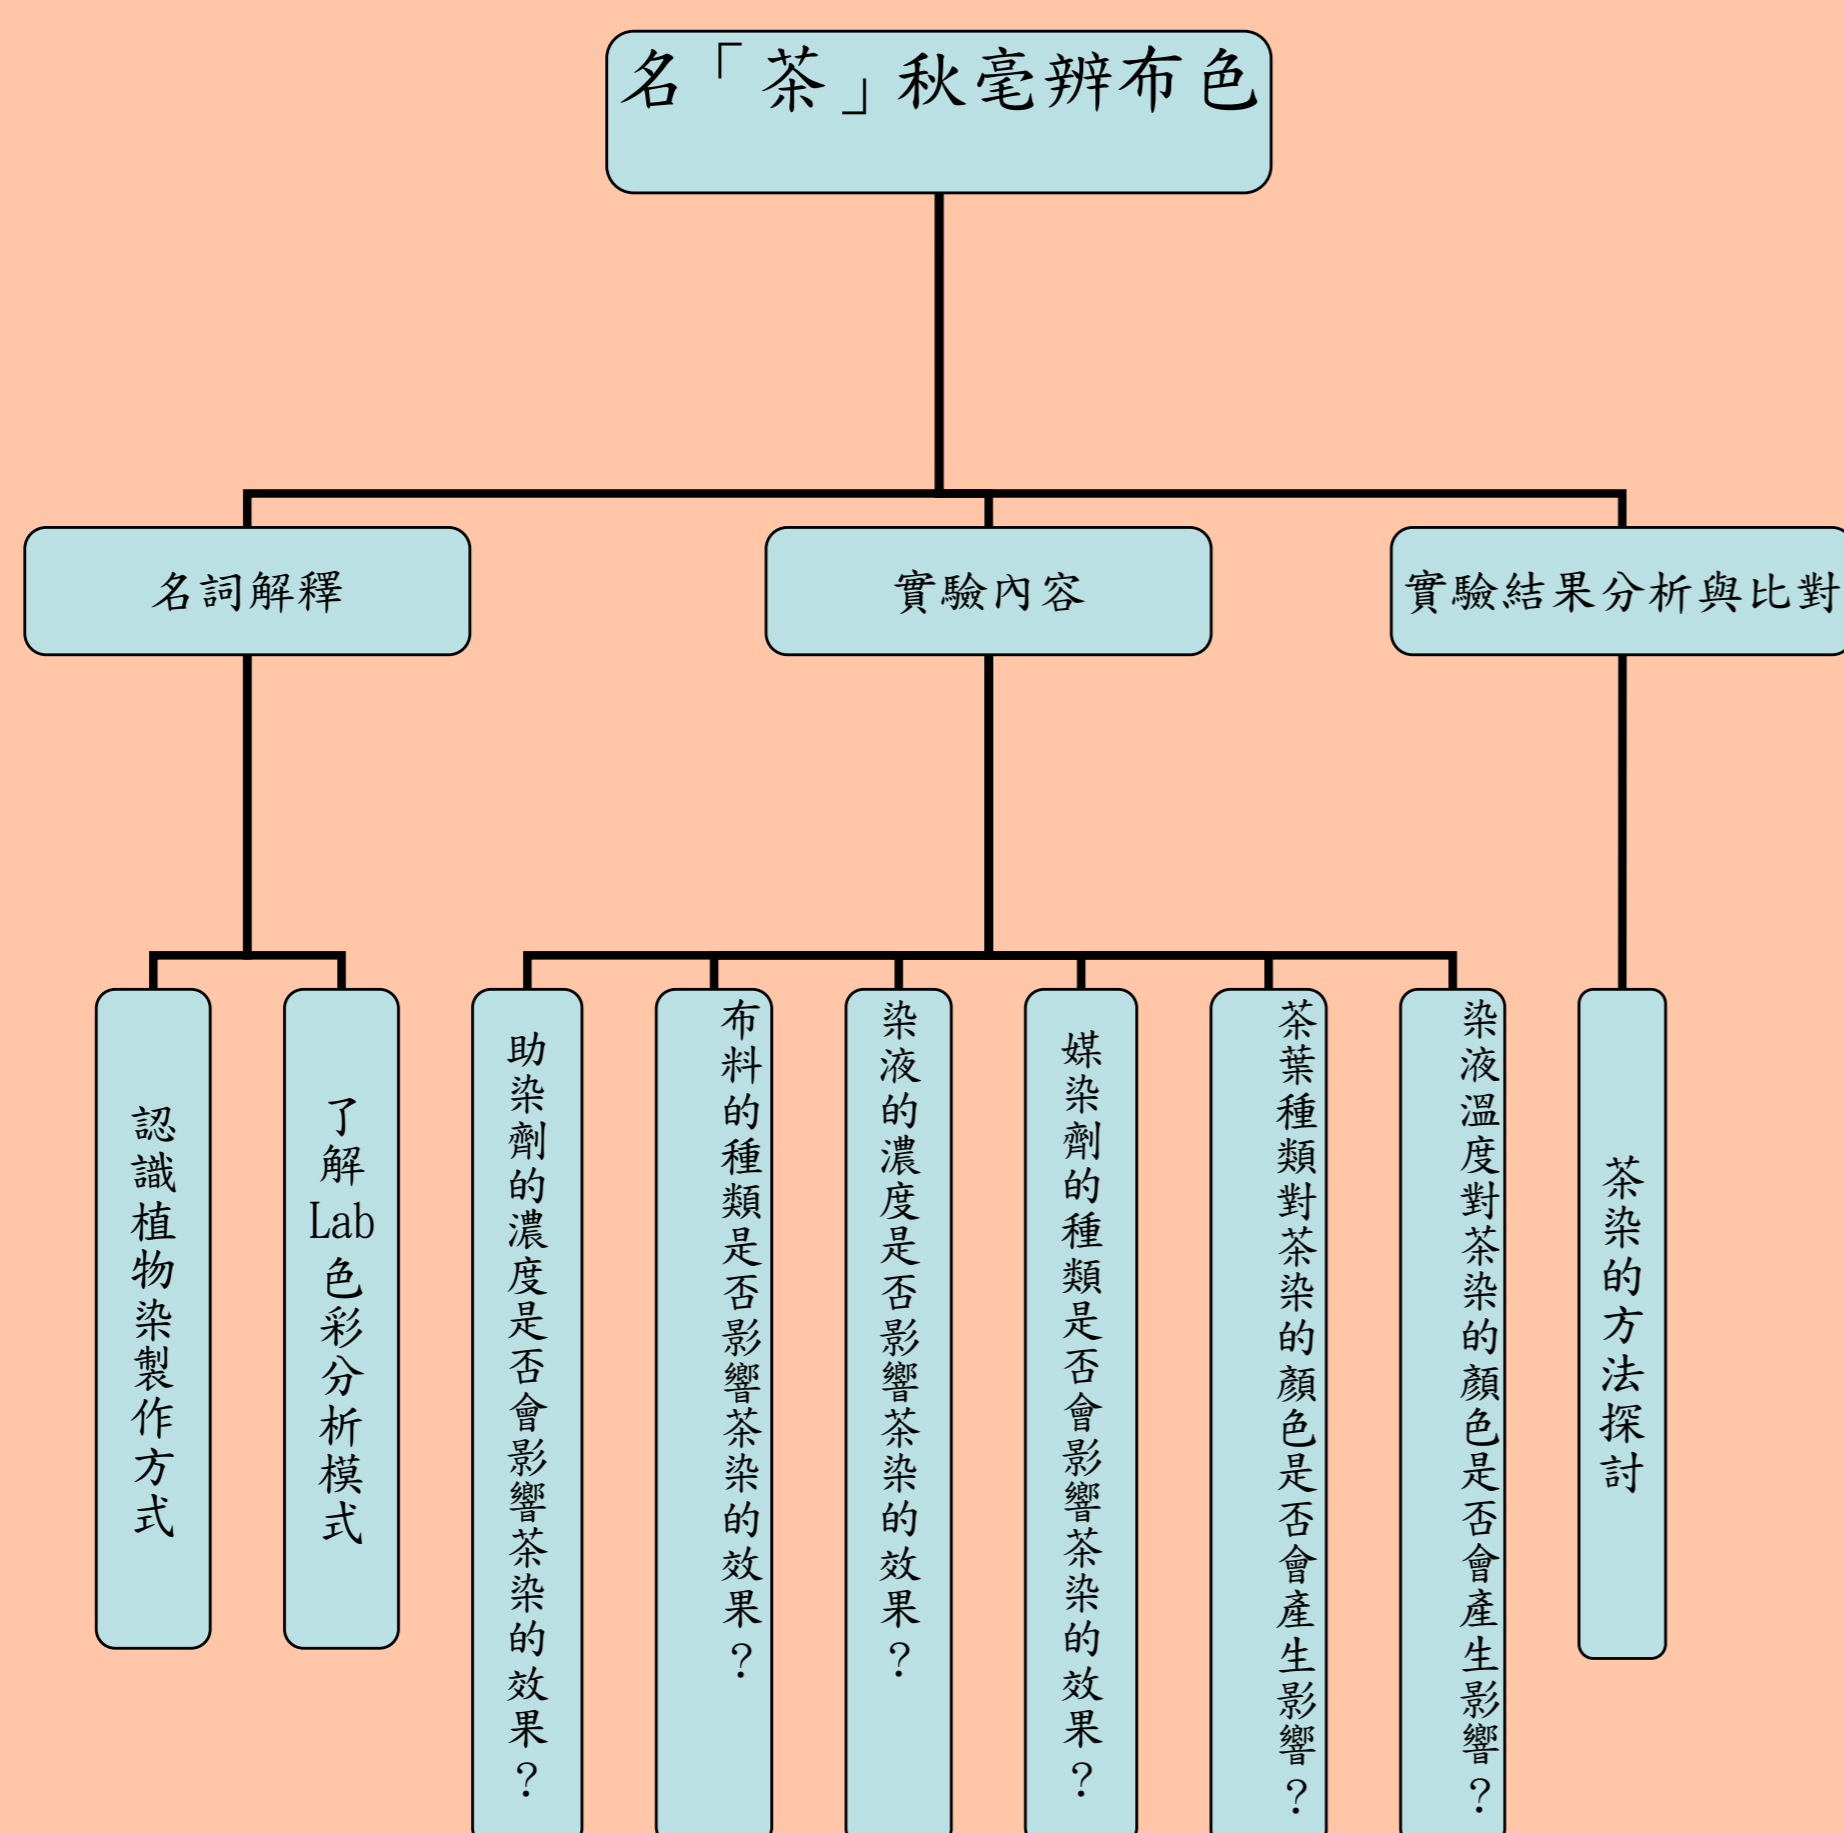 名「茶」秋毫辨布色
名詞解釋
實驗內容
實驗結果分析與比對
認識植物染製作方式
了解Lab色彩分析模式
助染劑的濃度是否會影響茶染的效果？
布料的種類是否影響茶染的效果？
染液的濃度是否影響茶染的效果？
媒染劑的種類是否會影響茶染的效果？
茶葉種類對茶染的顏色是否會產生影響？
染液溫度對茶染的顏色是否會產生影響？
茶染的方法探討